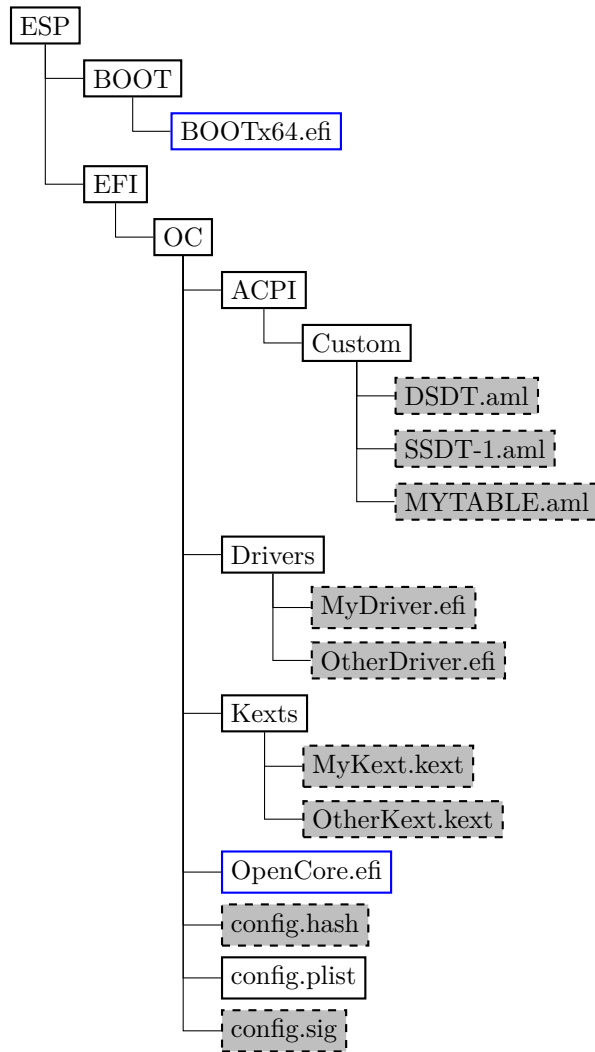 ESP
BOOT
BOOTx64.efi
EFI
OC
ACPI
Custom
DSDT.aml
SSDT-1.aml
MYTABLE.aml
Drivers
MyDriver.efi
OtherDriver.efi
Kexts
MyKext.kext
OtherKext.kext
OpenCore.efi
config.hash
config.plist
config.sig